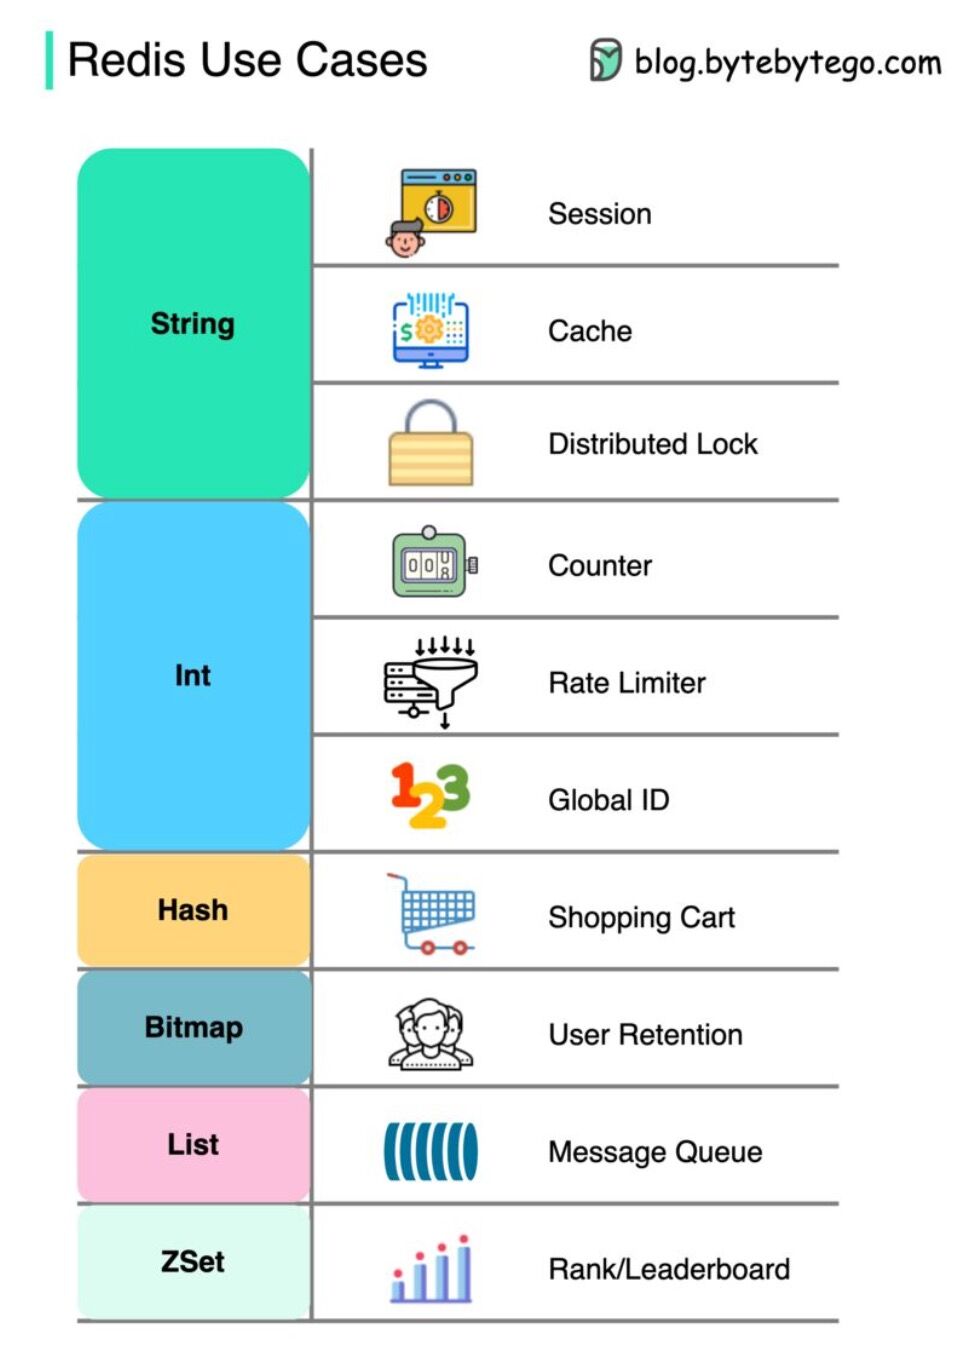 Redis Use Cases
blog.bytebytego.com
String
Session
Cache
Distributed Lock
Int
Counter
Rate Limiter
Global ID
Hash
Shopping Cart
Bitmap
User Retention
List
Message Queue
ZSet
Rank/Leaderboard